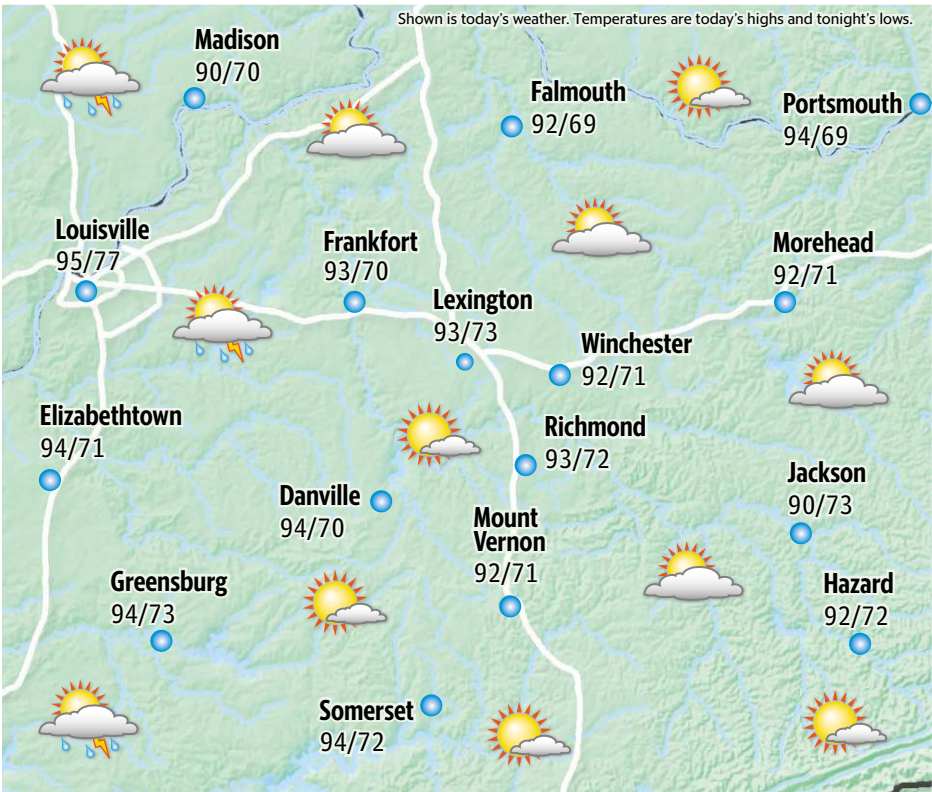 Shown is today's weather. Temperatures are today's highs and tonight's lows.
Madison
90/70
Falmouth
92/69
Portsmouth
94/69
Louisville
95/77
Frankfort
93/70
Morehead
92/71
Lexington
93/73
Winchester
92/71
Elizabethtown
94/71
Richmond
93/72
Jackson
90/73
Danville
94/70
Mount
Vernon
92/71
Greensburg
94/73
Hazard
92/72
Somerset
94/72